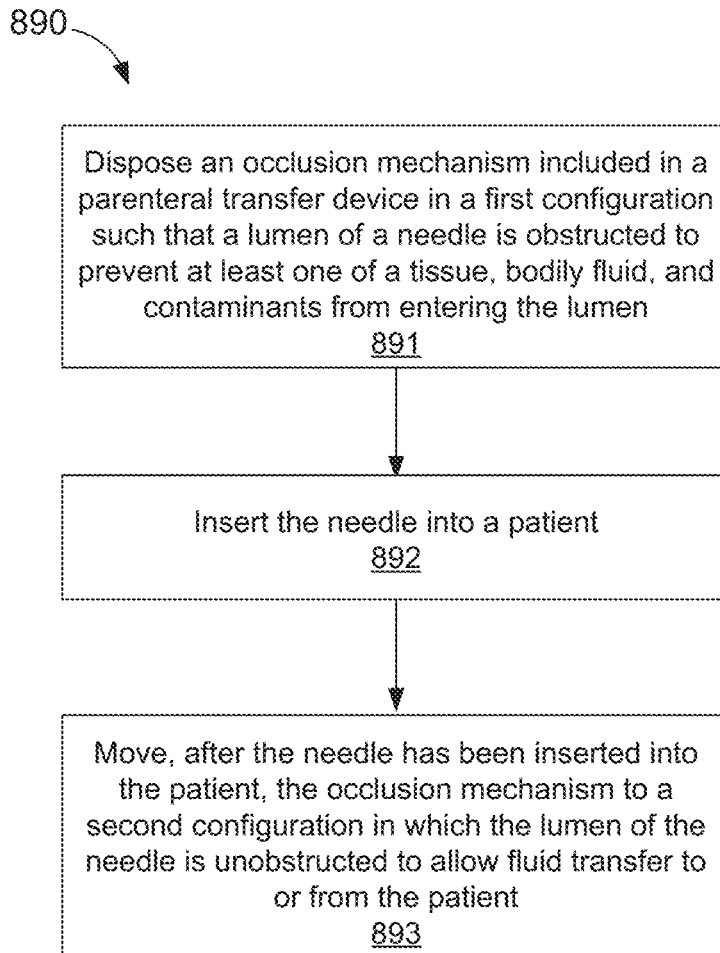 890
Dispose an occlusion mechanism included in a
parenteral transfer device in a first configuration
such that a lumen of a needle is obstructed to
prevent at least one of a tissue, bodily fluid, and
contaminants from entering the lumen
891
Insert the needle into a patient
892
Move, after the needle has been inserted into
the patient, the occlusion mechanism to a
second configuration in which the lumen of the
needle is unobstructed to allow fluid transfer to
or from the patient
893